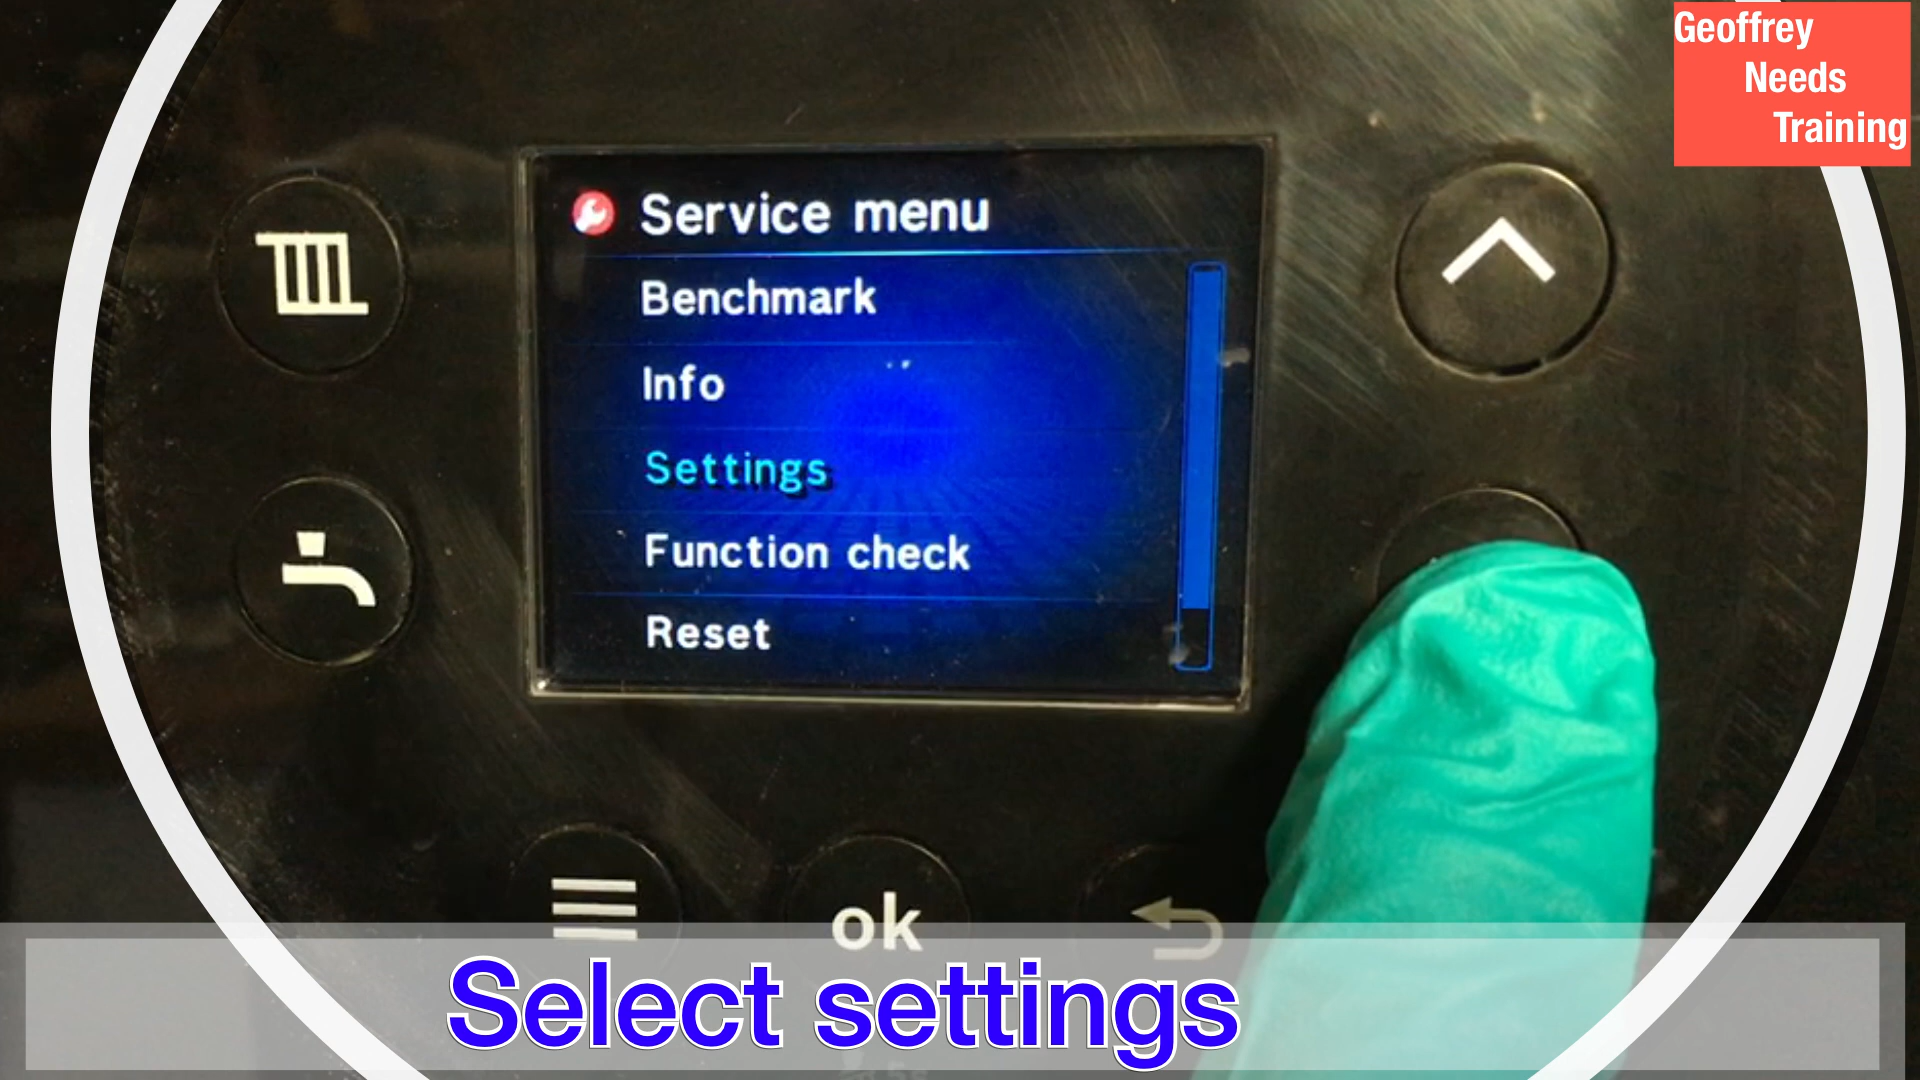 Geoffrey
Needs
Training
Service menu
Benchmark
Info
Settings
Function check
Reset
ok
Select settings